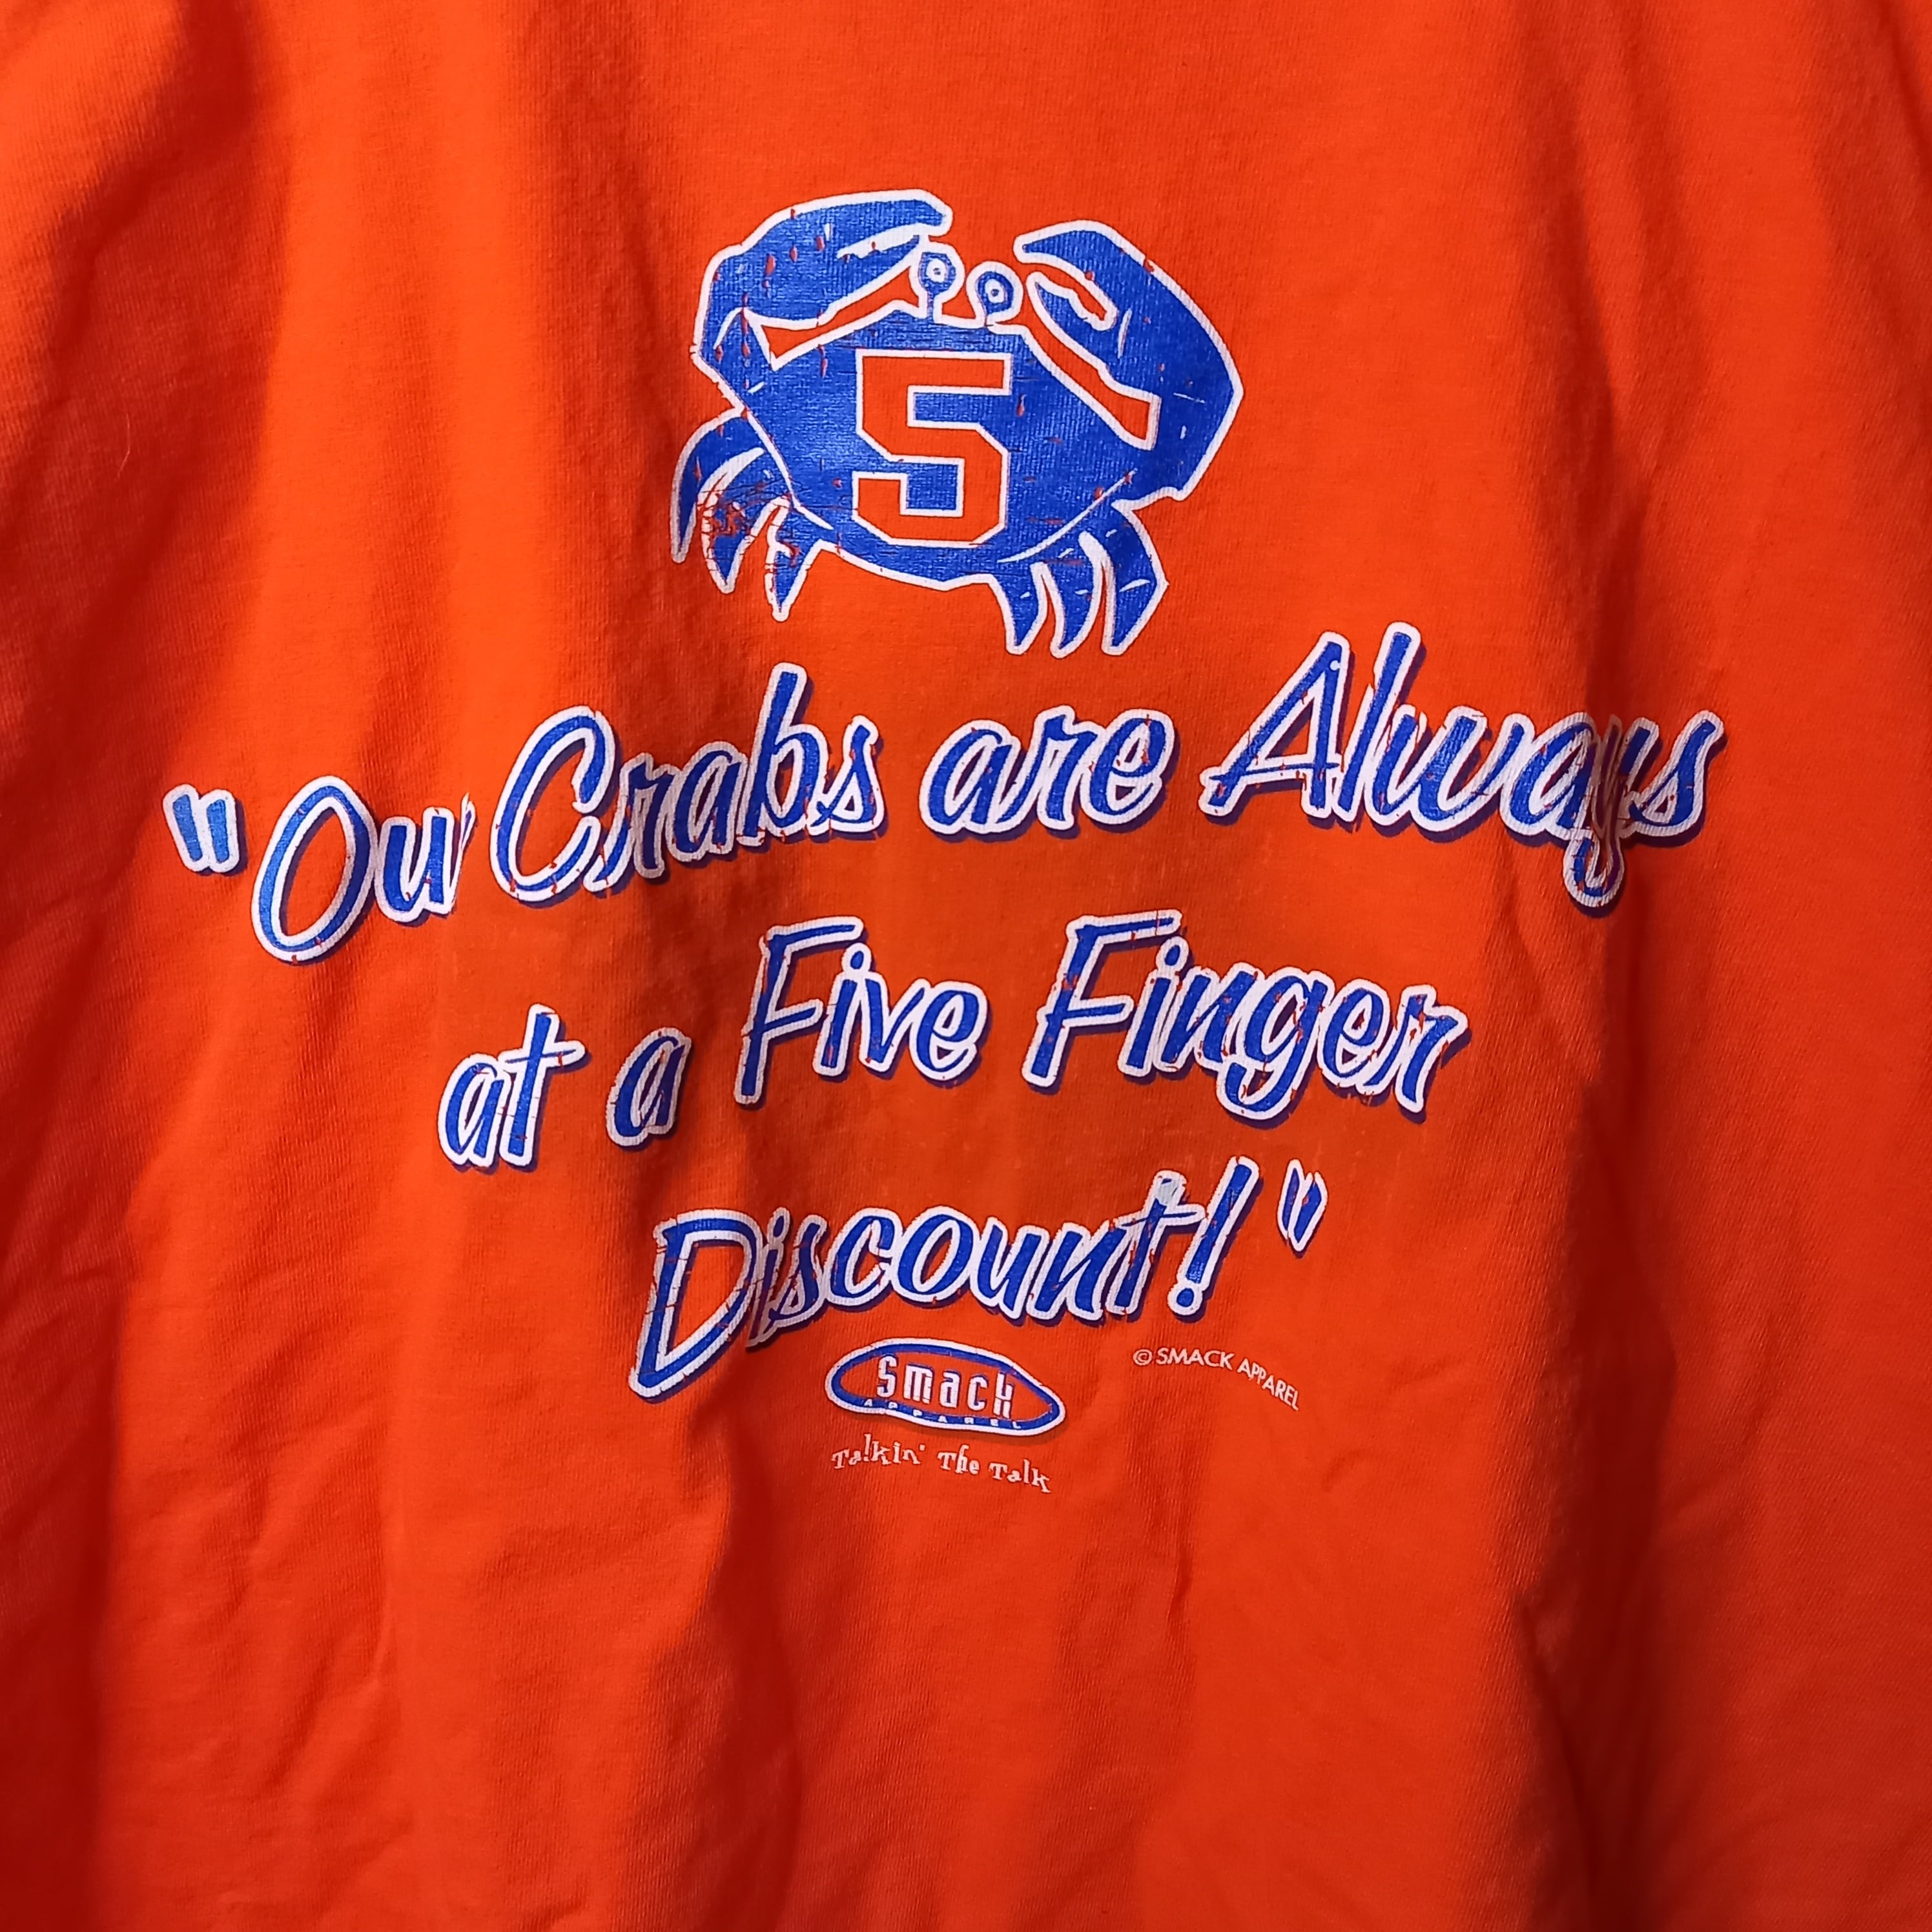 5
"Our Crabs are Always
at a Five Finger
Discount!"
© SMACK APPAREL
smack
APPAREL
Talkin' The Talk